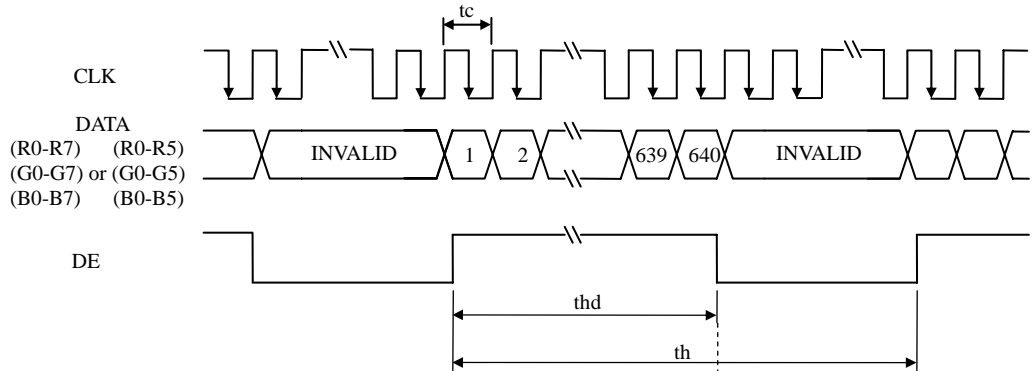 tc
CLK
DATA
(R0-R7) (R0-R5)
(G0-G7) or (G0-G5)
(B0-B7) (B0-B5)
INVALID 1 2 639 640 INVALID
DE
thd
th